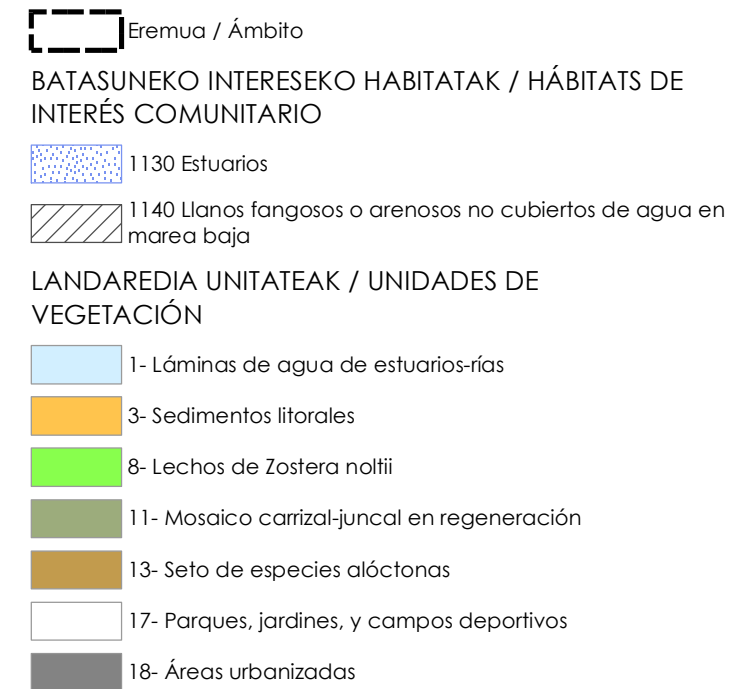 Eremua / Ámbito
BATASUNEKO INTERESEKO HABITATAK / HÁBITATS DE
INTERÉS COMUNITARIO
1130 Estuarios
1140 Llanos fangosos o arenosos no cubiertos de agua en
marea baja
LANDAREDIA UNITATEAK / UNIDADES DE
VEGETACIÓN
1- Láminas de agua de estuarios-rías
3- Sedimentos litorales
8- Lechos de Zostera noltii
11- Mosaico carrizal-juncal en regeneración
13- Seto de especies alóctonas
17- Parques, jardines, y campos deportivos
18- Áreas urbanizadas